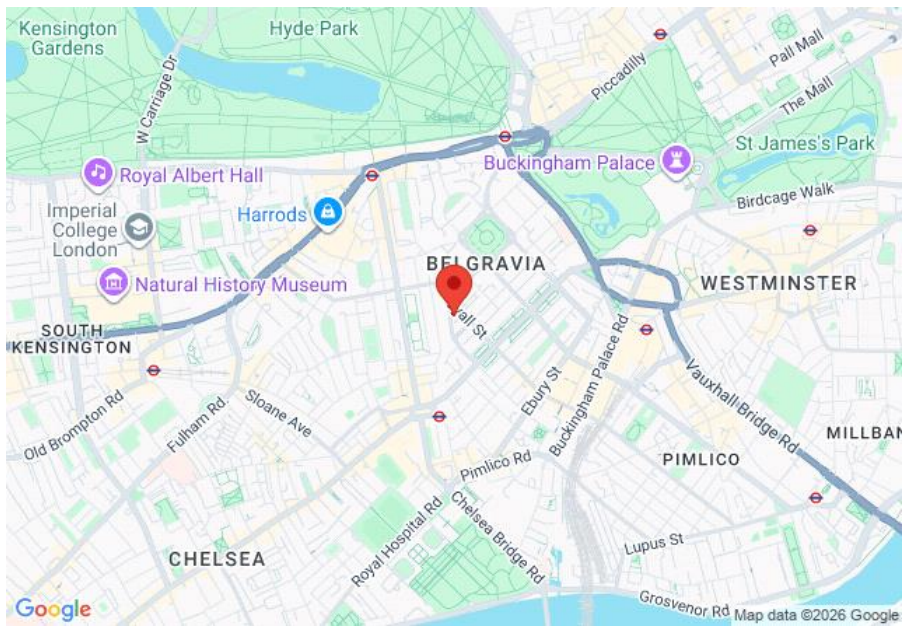 Kensington
Gardens
Hyde Park
W Carriage Dr
Piccadilly
Pall Mall
The Mall
St James's Park
Royal Albert Hall
Buckingham Palace
Birdcage Walk
Imperial
College
London
Harrods
BELGRAVIA
Natural History Museum
WESTMINSTER
SOUTH
KENSINGTON
Buckingham Palace Rd
Vauxhall Bridge Rd
Ebury St
Sloane Ave
Old Brompton Rd
Fulham Rd.
MILLBAN
PIMLICO
Pimlico Rd
Royal Hospital Rd
Chelsea Bridge Rd
CHELSEA
Lupus St
Grosvenor Rd
Google
Map data ©2026 Google